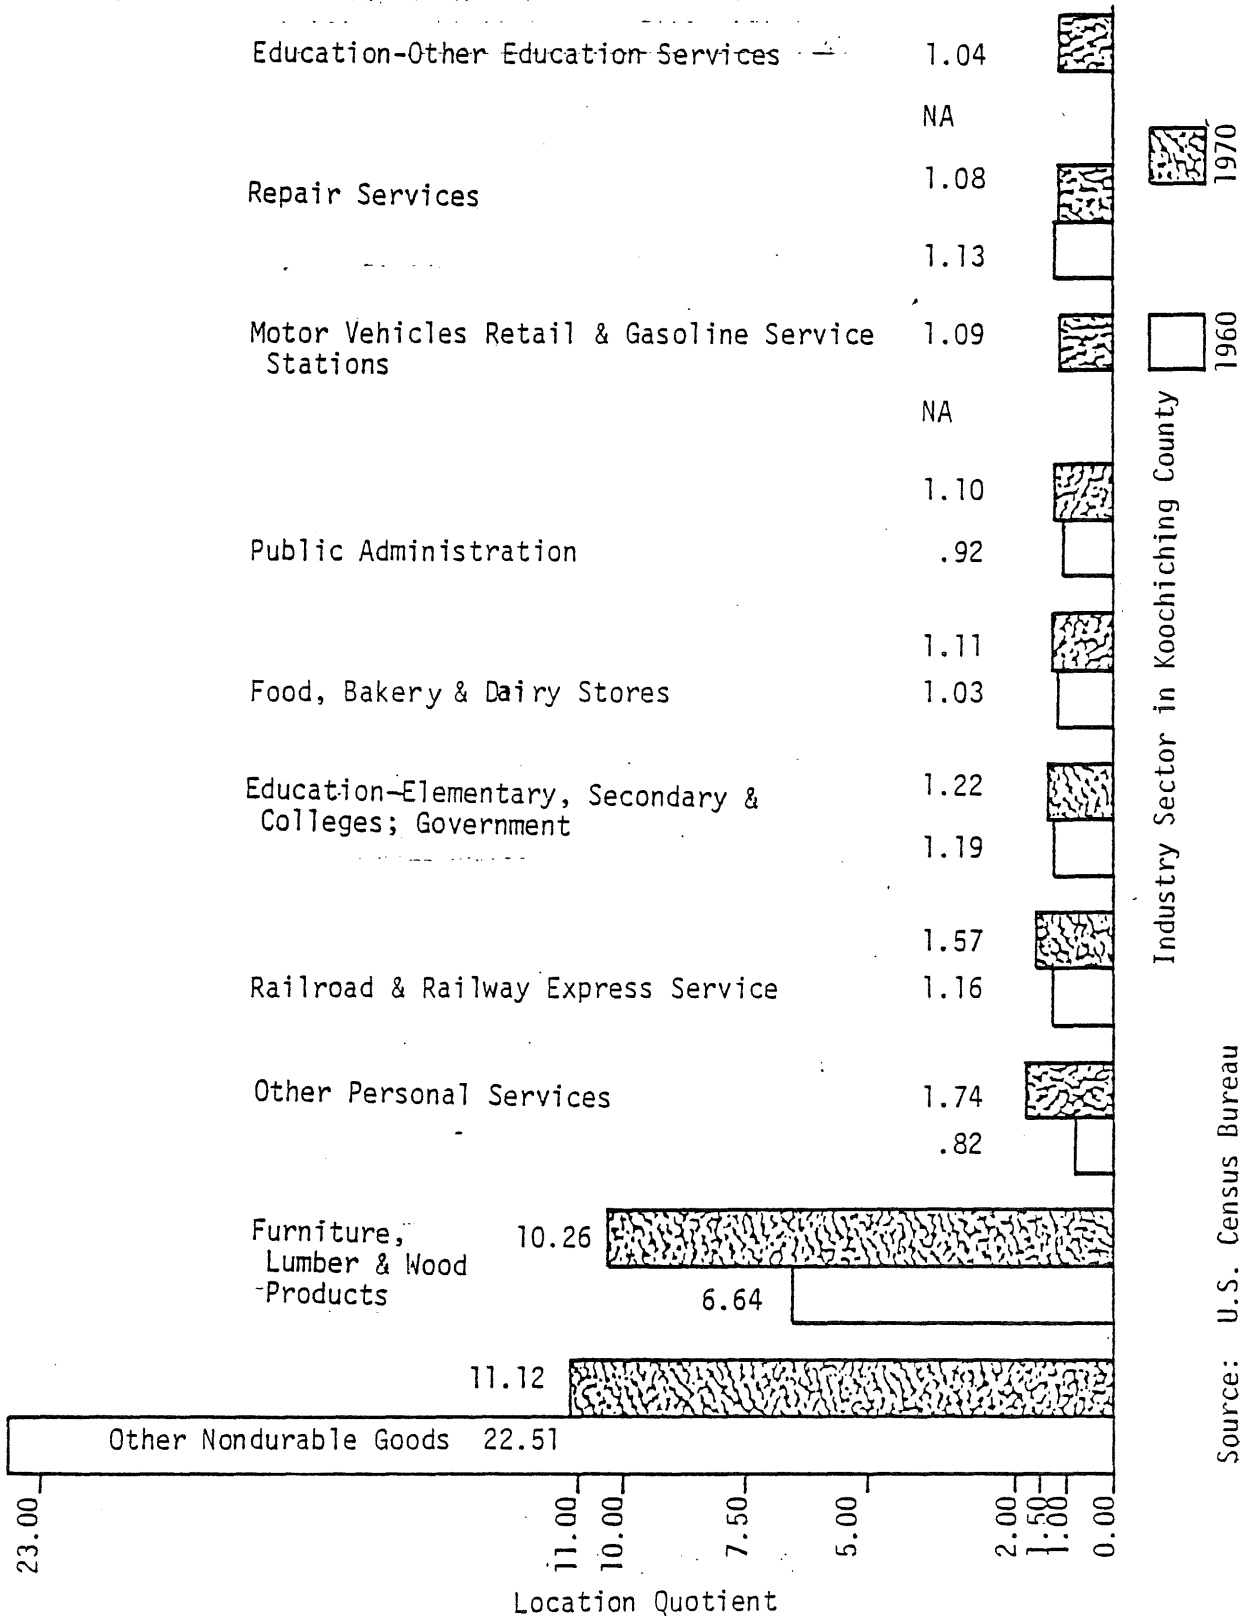 Education-Other Education Services
1.04
NA
Repair Services
1.08
1.13
Motor Vehicles Retail & Gasoline Service
Stations
1.09
NA
Public Administration
1.10
.92
Food, Bakery & Dairy Stores
1.11
1.03
Education-Elementary, Secondary &
Colleges; Government
1.22
1.19
Railroad & Railway Express Service
1.57
1.16
Other Personal Services
1.74
.82
Furniture,
Lumber & Wood
Products
10.26
6.64
11.12
Other Nondurable Goods 22.51
23.00
11.00
10.00
7.50
5.00
2.00
1.50
1.00
0.00
Location Quotient
Industry Sector in Koochiching County
1960
1970
Source: U.S. Census Bureau